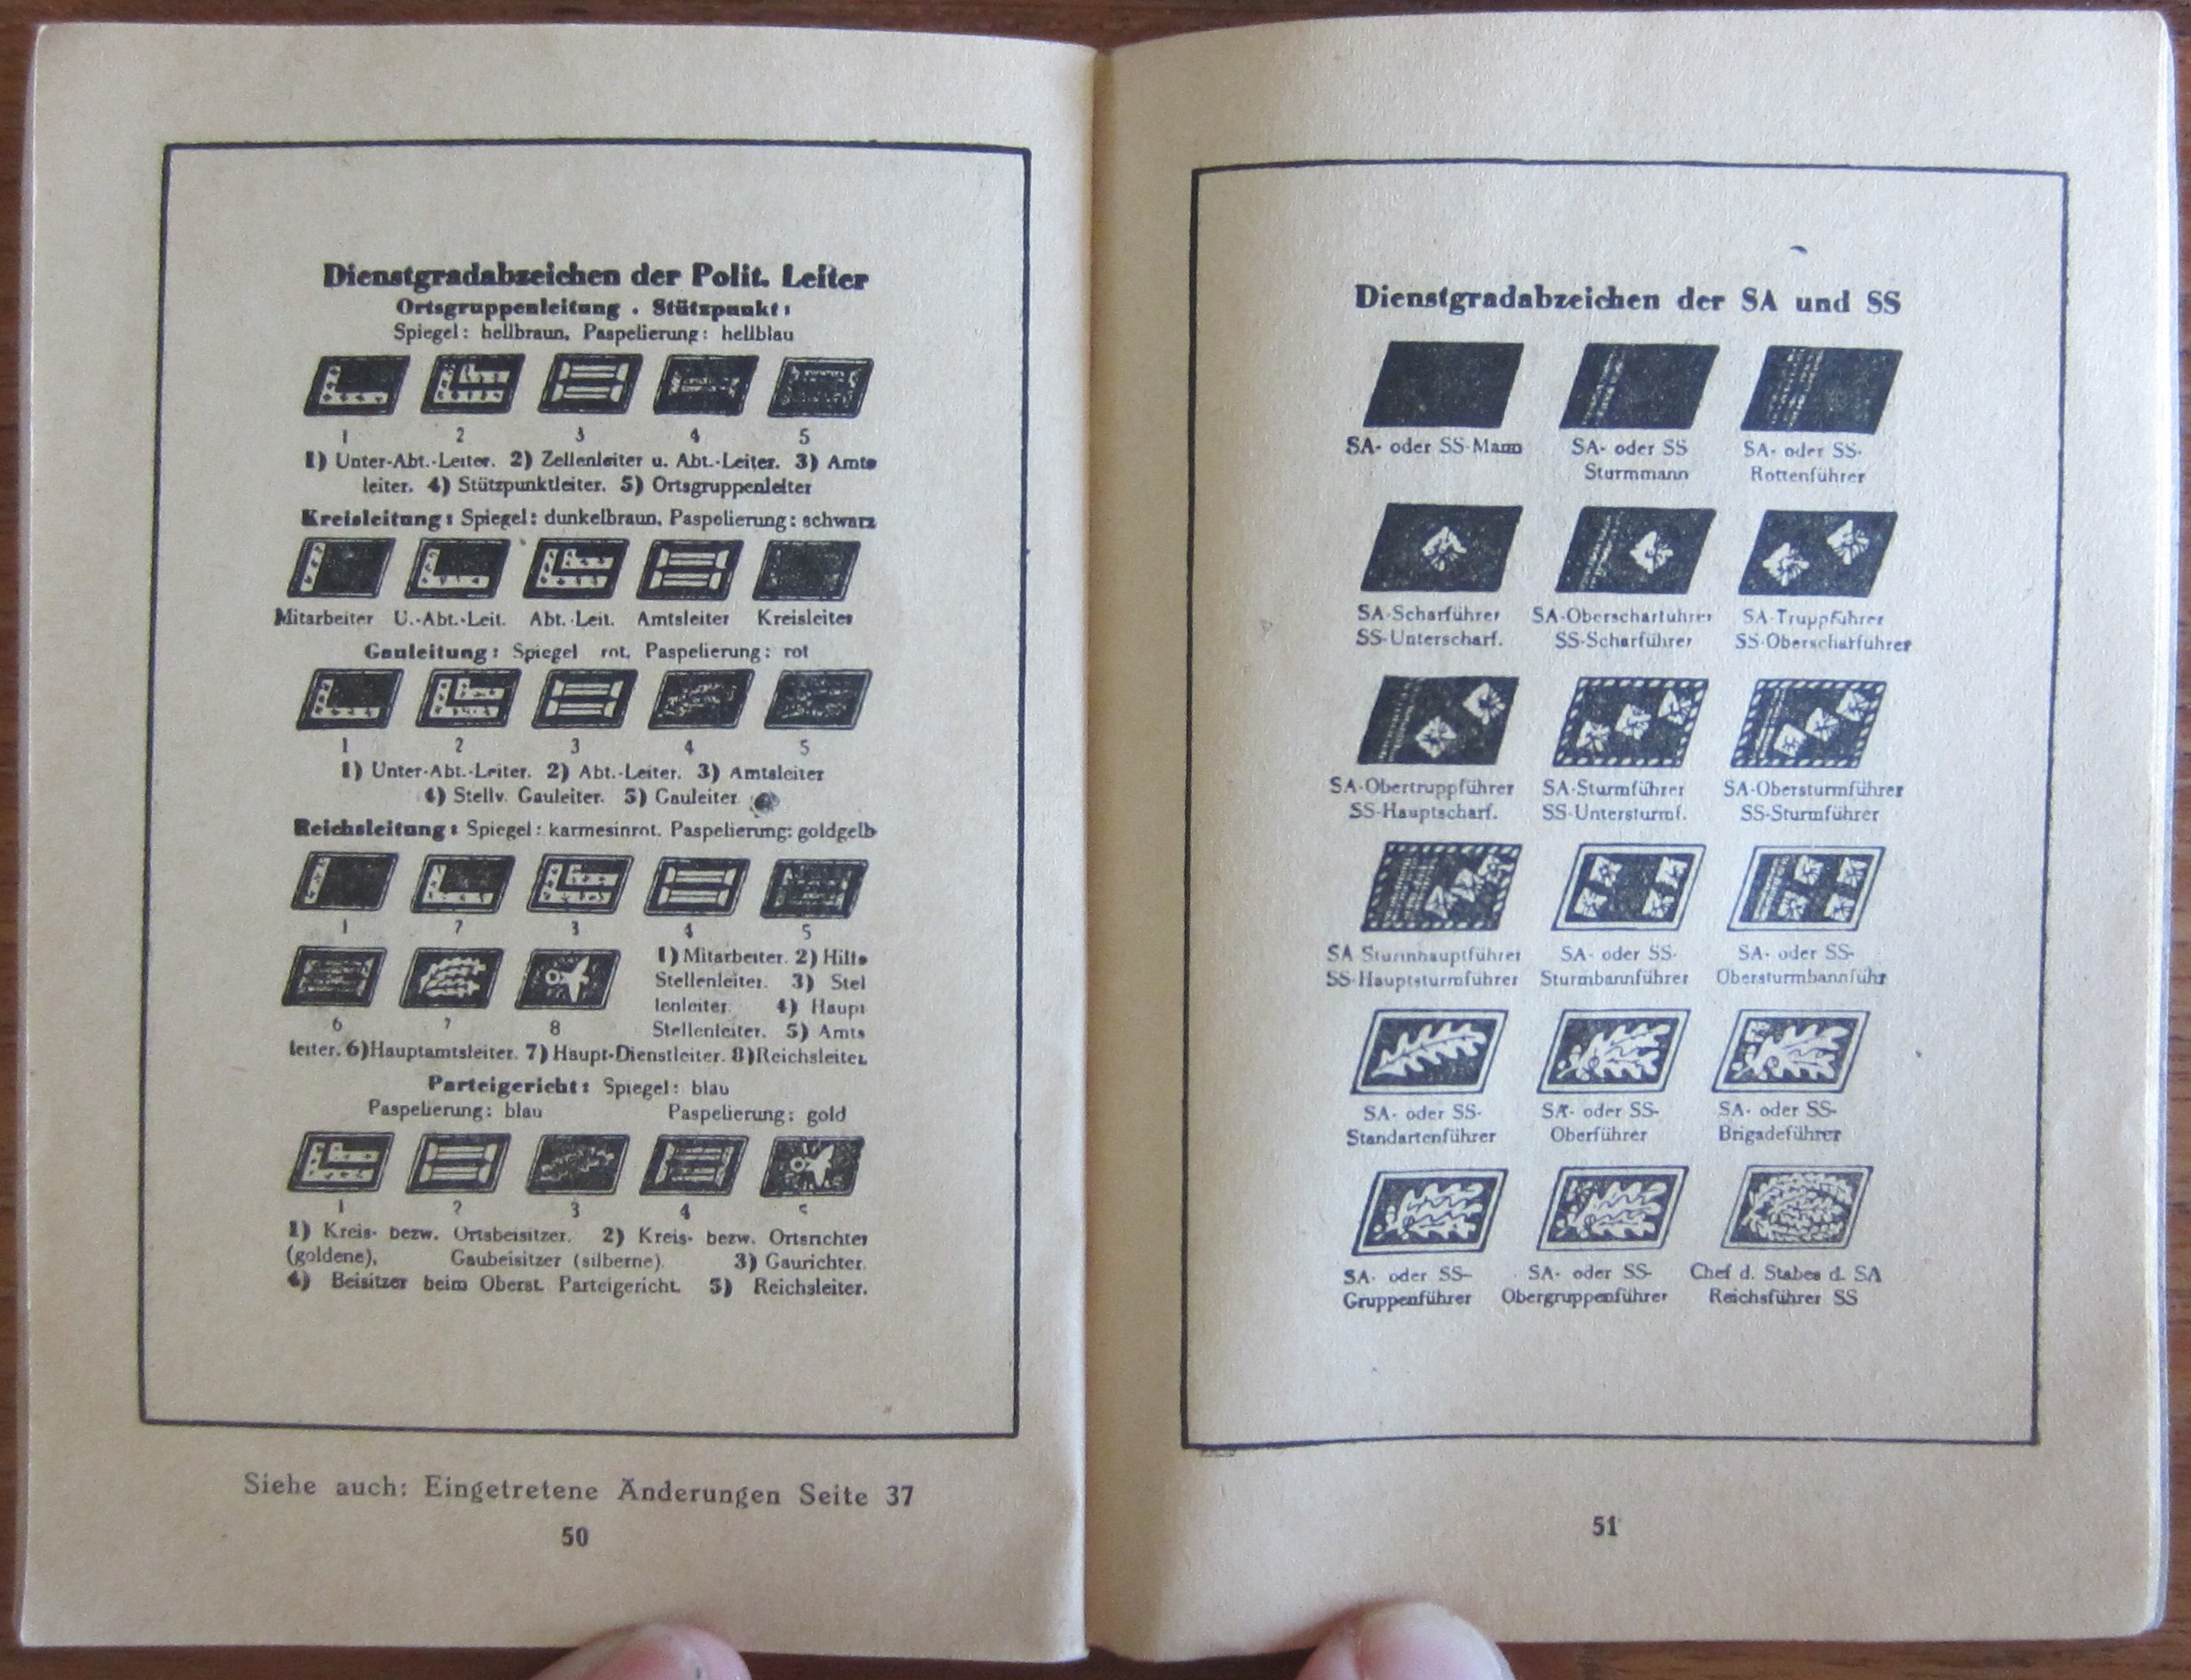 Dienstgradabzeichen der Polit. Leiter
Ortsgruppenleitung . Stützpunkt:
Spiegel: hellbraun, Paspelierung: hellblau
1 2 3 4 5
1) Unter-Abt.-Leiter. 2) Zellenleiter u. Abt.-Leiter. 3) Amts
leiter. 4) Stützpunktleiter. 5) Ortsgruppenleiter
Kreisleitung: Spiegel: dunkelbraun, Paspelierung: schwarz
Mitarbeiter U.-Abt.-Leit. Abt.-Leit. Amtsleiter Kreisleiter
Gauleitung: Spiegel rot, Paspelierung: rot
1 2 3 4 5
1) Unter-Abt.-Leiter. 2) Abt.-Leiter. 3) Amtsleiter
4) Stellv. Gauleiter. 5) Gauleiter
Reichsleitung: Spiegel: karmesinrot. Paspelierung: goldgelb
1 2 3 4 5
6 7 8
1) Mitarbeiter. 2) Hilfs
Stellenleiter. 3) Stel
lenleiter. 4) Haupt
Stellenleiter. 5) Amts
leiter. 6) Hauptamtsleiter. 7) Haupt-Dienstleiter. 8) Reichsleiter.
Parteigericht: Spiegel: blau
Paspelierung: blau Paspelierung: gold
1 2 3 4 5
1) Kreis- bezw. Ortsbeisitzer. 2) Kreis- bezw. Ortsrichter
(goldene), Gaubeisitzer (silberne). 3) Gaurichter.
4) Beisitzer beim Oberst. Parteigericht. 5) Reichsleiter.
Siehe auch: Eingetretene Änderungen Seite 37
50
Dienstgradabzeichen der SA und SS
SA- oder SS-Mann SA- oder SS SA- oder SS-
Sturmmann Rottenführer
SA-Scharführer SA-Oberscharführer SA-Truppführer
SS-Unterscharf. SS-Scharführer SS-Oberscharführer
SA-Obertruppführer SA-Sturmführer SA-Obersturmführer
SS-Hauptscharf. SS-Untersturmf. SS-Sturmführer
SA Sturmhauptführer SA- oder SS- SA- oder SS-
SS-Hauptsturmführer Sturmbannführer Obersturmbannführ
SA- oder SS- SA- oder SS- SA- oder SS-
Standartenführer Oberführer Brigadeführer
SA- oder SS- SA- oder SS- Chef d. Stabes d. SA
Gruppenführer Obergruppenführer Reichsführer SS
51